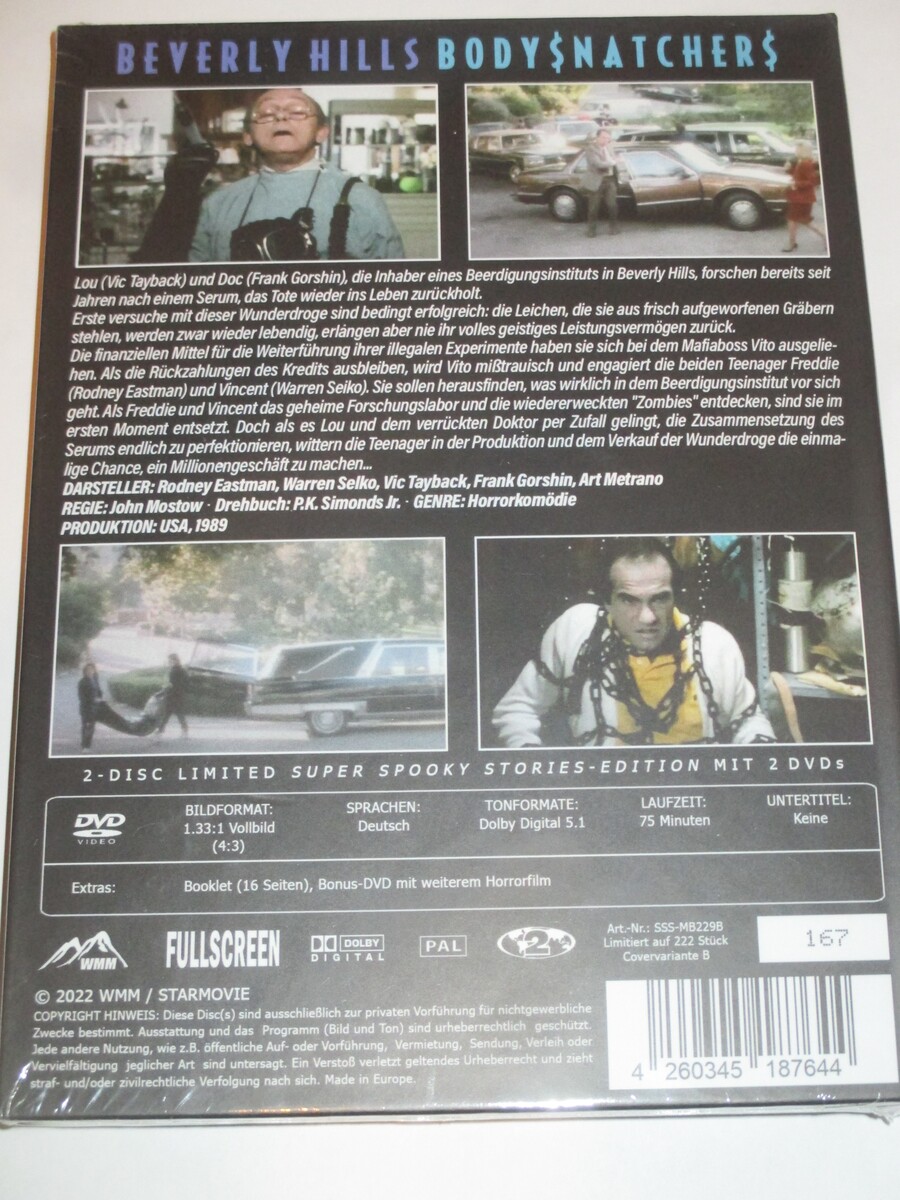 BEVERLY HILLS BODY$NATCHER$
Lou (Vic Tayback) und Doc (Frank Gorshin), die Inhaber eines Beerdigungsinstituts in Beverly Hills, forschen bereits seit
Jahren nach einem Serum, das Tote wieder ins Leben zurückholt.
Erste versuche mit dieser Wunderdroge sind bedingt erfolgreich: die Leichen, die sie aus frisch aufgeworfenen Gräbern
stehlen, werden zwar wieder lebendig, erlangen aber nie ihr volles geistiges Leistungsvermögen zurück.
Die finanziellen Mittel für die Weiterführung ihrer illegalen Experimente haben sie sich bei dem Mafiaboss Vito ausgelie-
hen. Als die Rückzahlungen des Kredits ausbleiben, wird Vito mißtrauisch und engagiert die beiden Teenager Freddie
(Rodney Eastman) und Vincent (Warren Seiko). Sie sollen herausfinden, was wirklich in dem Beerdigungsinstitut vor sich
geht. Als Freddie und Vincent das geheime Forschungslabor und die wiedererweckten "Zombies" entdecken, sind sie im
ersten Moment entsetzt. Doch als es Lou und dem verrückten Doktor per Zufall gelingt, die Zusammensetzung des
Serums endlich zu perfektionieren, wittern die Teenager in der Produktion und dem Verkauf der Wunderdroge die einma-
lige Chance, ein Millionengeschäft zu machen...
DARSTELLER: Rodney Eastman, Warren Selko, Vic Tayback, Frank Gorshin, Art Metrano
REGIE: John Mostow · Drehbuch: P.K. Simonds Jr. · GENRE: Horrorkomödie
PRODUKTION: USA, 1989
2-DISC LIMITED SUPER SPOOKY STORIES-EDITION MIT 2 DVDs
DVD VIDEO
BILDFORMAT:
1.33:1 Vollbild
(4:3)
SPRACHEN:
Deutsch
TONFORMATE:
Dolby Digital 5.1
LAUFZEIT:
75 Minuten
UNTERTITEL:
Keine
Extras: Booklet (16 Seiten), Bonus-DVD mit weiterem Horrorfilm
WMM
FULLSCREEN
DOLBY
DIGITAL
PAL
2
Art.-Nr.: SSS-MB229B
Limitiert auf 222 Stück
Covervariante B
167
© 2022 WMM / STARMOVIE
COPYRIGHT HINWEIS: Diese Disc(s) sind ausschließlich zur privaten Vorführung für nichtgewerbliche
Zwecke bestimmt. Ausstattung und das Programm (Bild und Ton) sind urheberrechtlich geschützt.
Jede andere Nutzung, wie z.B. öffentliche Auf- oder Vorführung, Vermietung, Sendung, Verleih oder
Vervielfältigung jeglicher Art sind untersagt. Ein Verstoß verletzt geltendes Urheberrecht und zieht
straf- und/oder zivilrechtliche Verfolgung nach sich. Made in Europe.
4 260345 187644